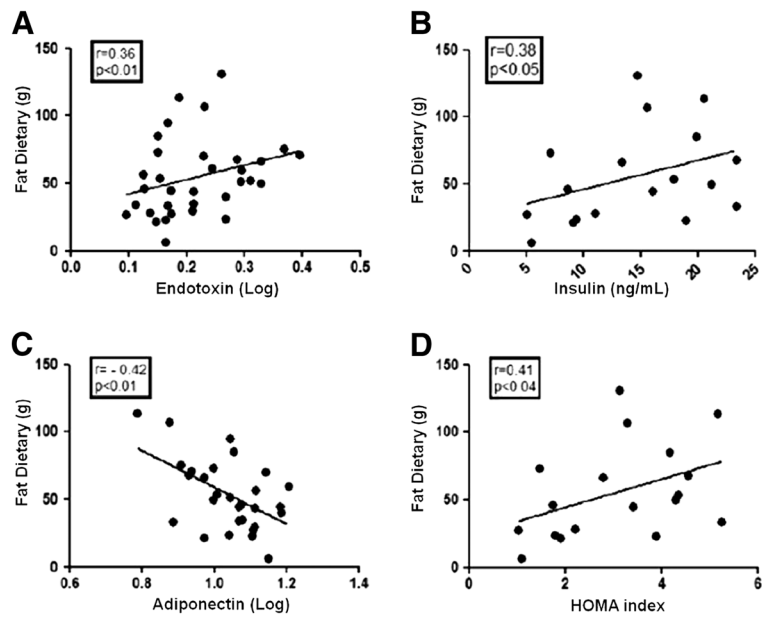 A
r=0.36
p<0.01
Fat Dietary (g)
150
100
50
0
0.0 0.1 0.2 0.3 0.4 0.5
Endotoxin (Log)
B
r=0.38
p<0.05
Fat Dietary (g)
150
100
50
0
0 5 10 15 20 25
Insulin (ng/mL)
C
r= - 0.42
p<0.01
Fat Dietary (g)
150
100
50
0
0.6 0.8 1.0 1.2 1.4
Adiponectin (Log)
D
r=0.41
p<0.04
Fat Dietary (g)
150
100
50
0
0 2 4 6
HOMA index